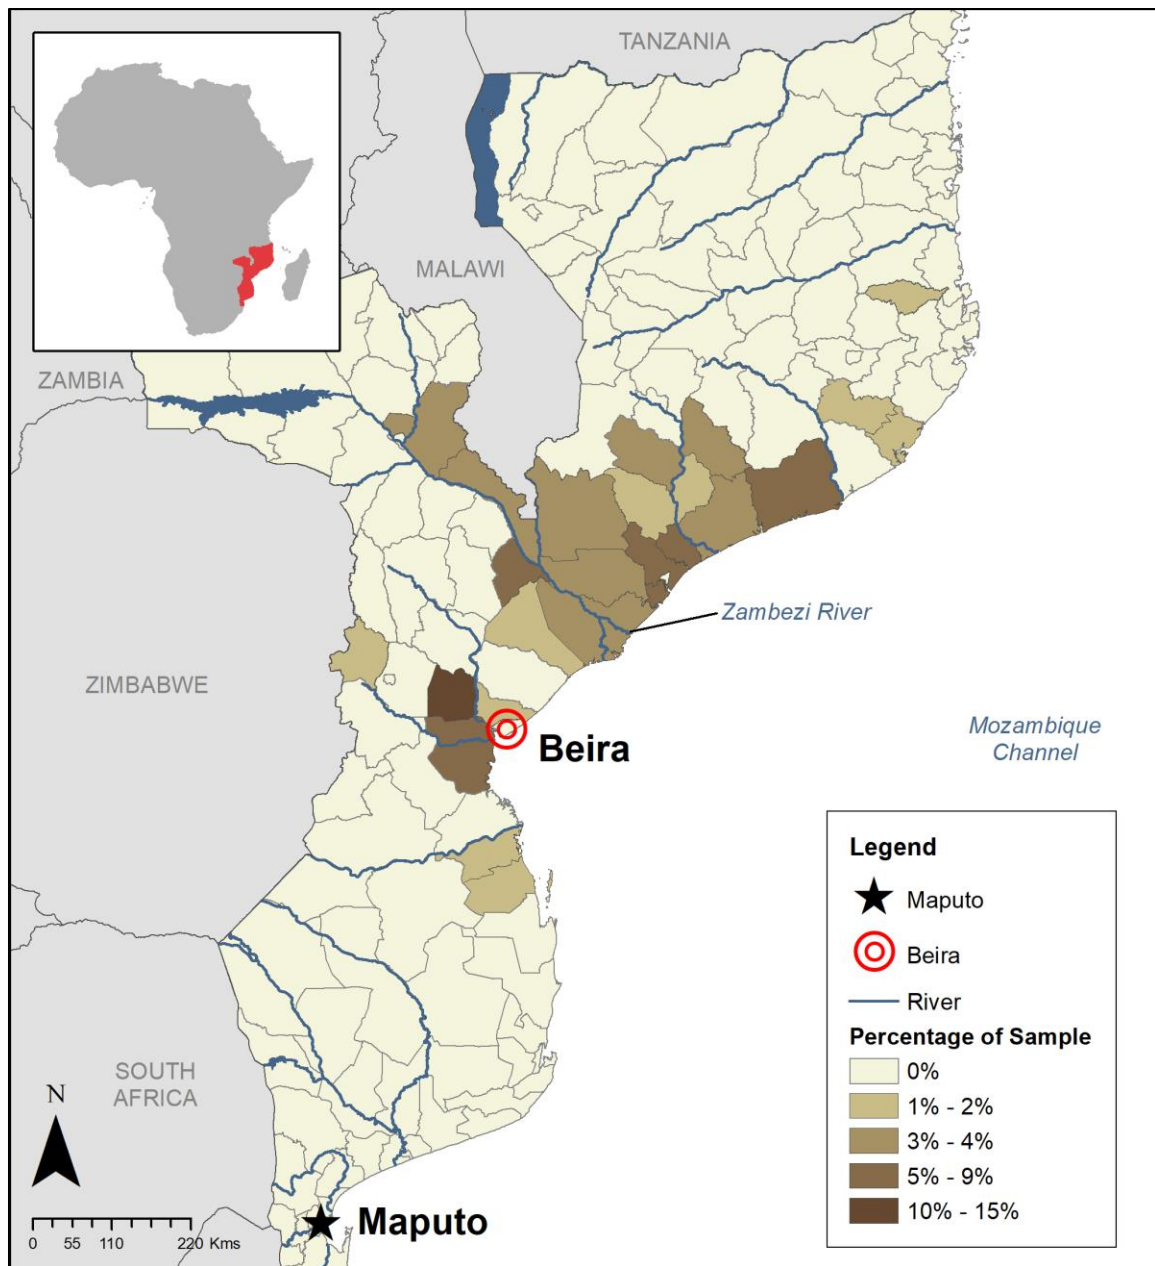 TANZANIA
MALAWI
ZAMBIA
Zambezi River
ZIMBABWE
Beira
Mozambique
Channel
SOUTH
AFRICA
N
0 55 110 220 Kms
Maputo
Legend
Maputo
Beira
River
Percentage of Sample
0%
1% - 2%
3% - 4%
5% - 9%
10% - 15%